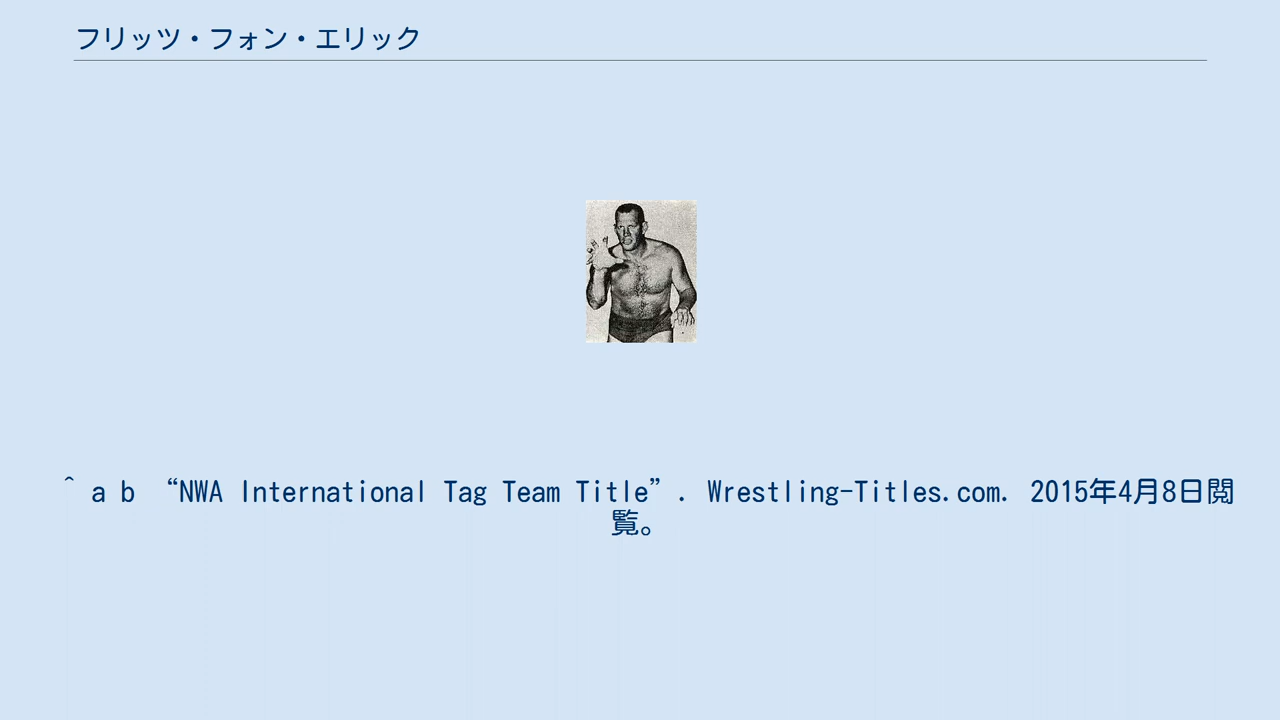 フリッツ・フォン・エリック
^ a b “NWA International Tag Team Title”. Wrestling-Titles.com. 2015年4月8日閲
覧。